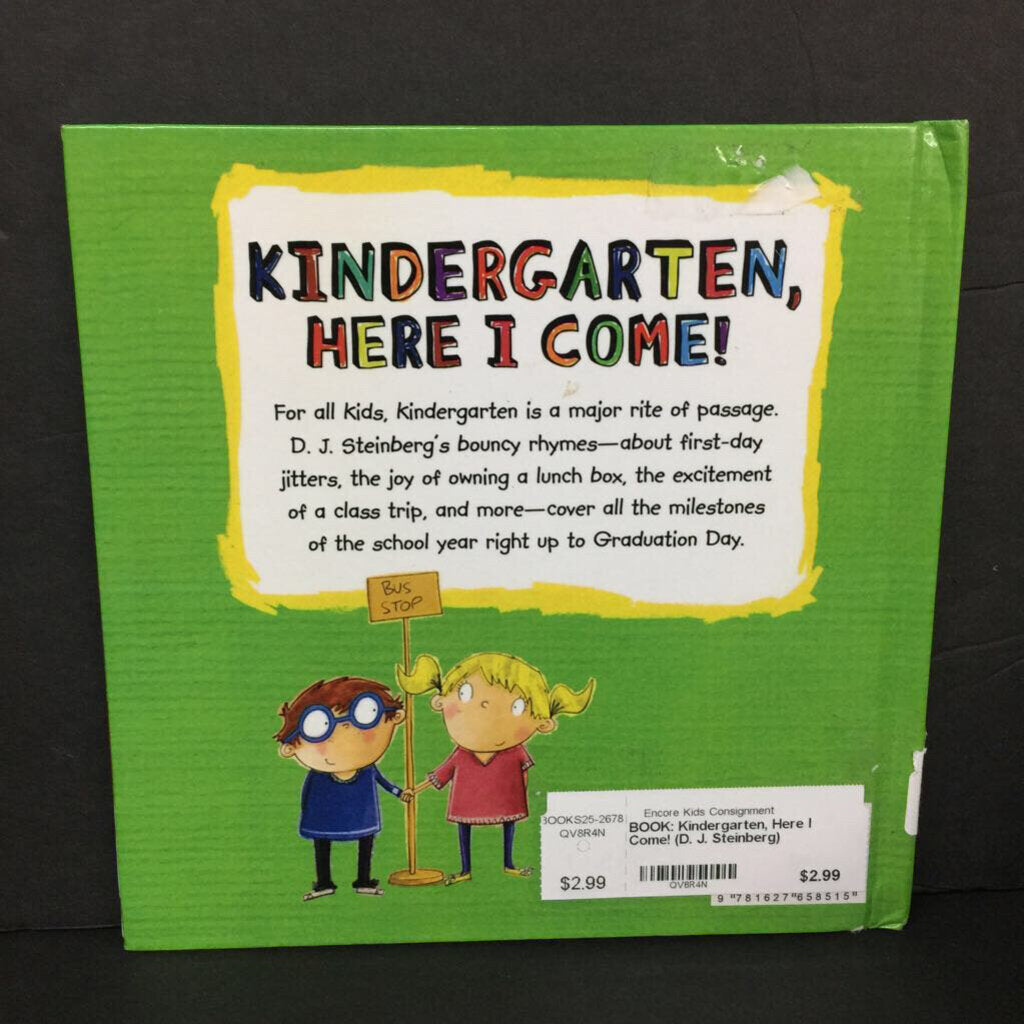 KINDERGARTEN,
HERE I COME!
For all kids, kindergarten is a major rite of passage.
D. J. Steinberg's bouncy rhymes—about first-day
jitters, the joy of owning a lunch box, the excitement
of a class trip, and more—cover all the milestones
of the school year right up to Graduation Day.
BUS
STOP
BOOKS25-2678
QV8R4N
$2.99
Encore Kids Consignment
BOOK: Kindergarten, Here I
Come! (D. J. Steinberg)
$2.99
QV8R4N
9 "781627"658515"